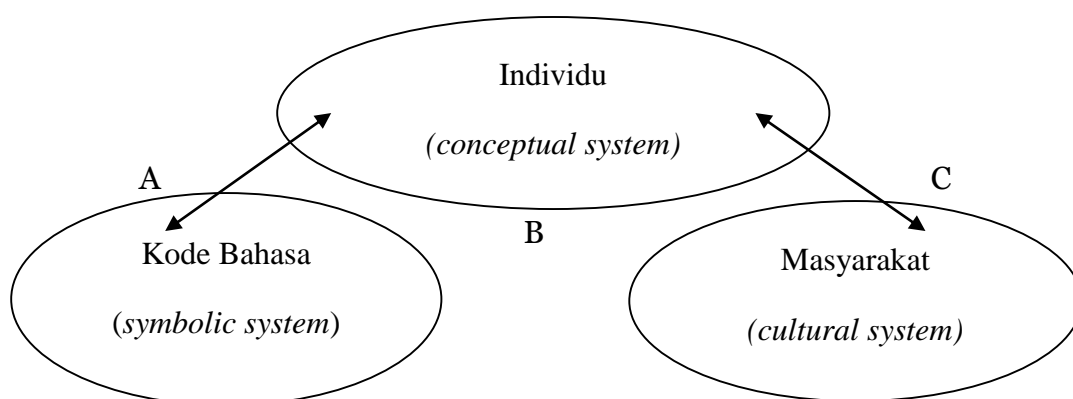 Individu
(conceptual system)
A
C
B
Kode Bahasa
(symbolic system)
Masyarakat
(cultural system)